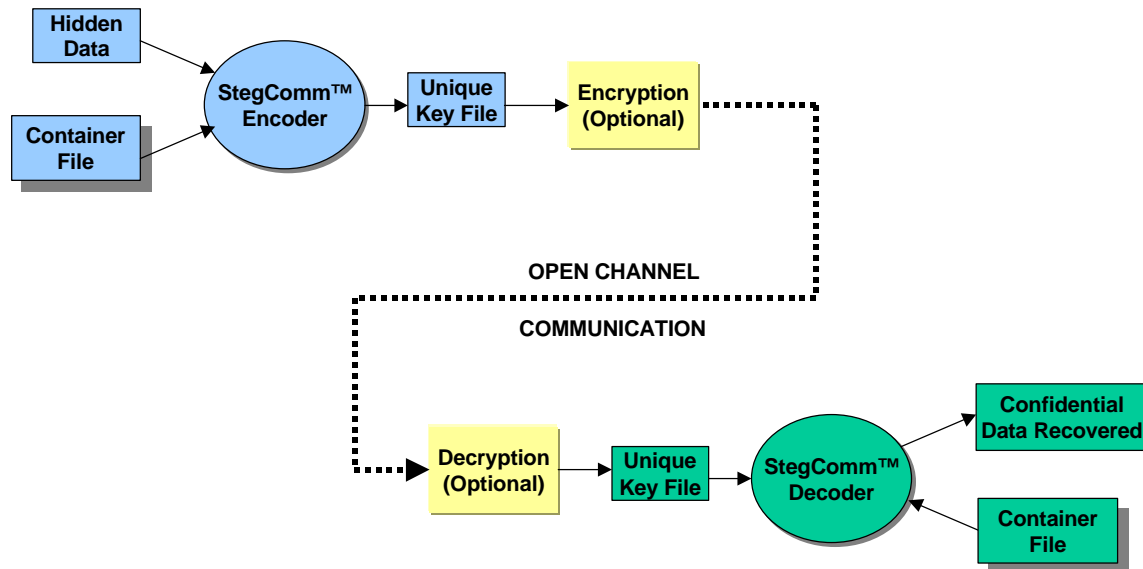 Hidden
Data
StegComm™
Encoder
Container
File
Unique
Key File
Encryption
(Optional)
OPEN CHANNEL
COMMUNICATION
Decryption
(Optional)
Unique
Key File
StegComm™
Decoder
Confidential
Data Recovered
Container
File